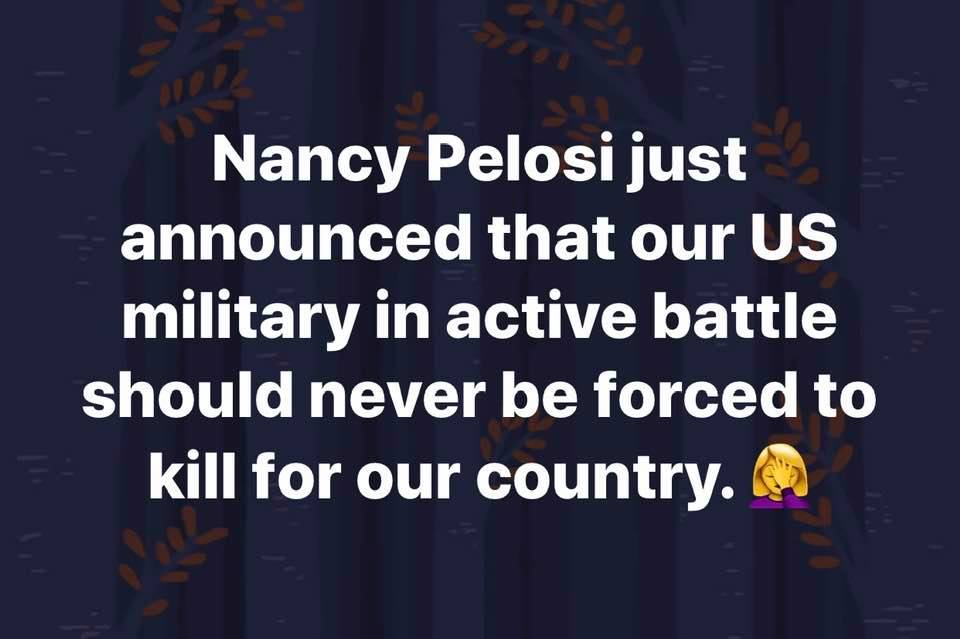 Nancy Pelosi just
announced that our US
military in active battle
should never be forced to
kill for our country. 🤦‍♀️